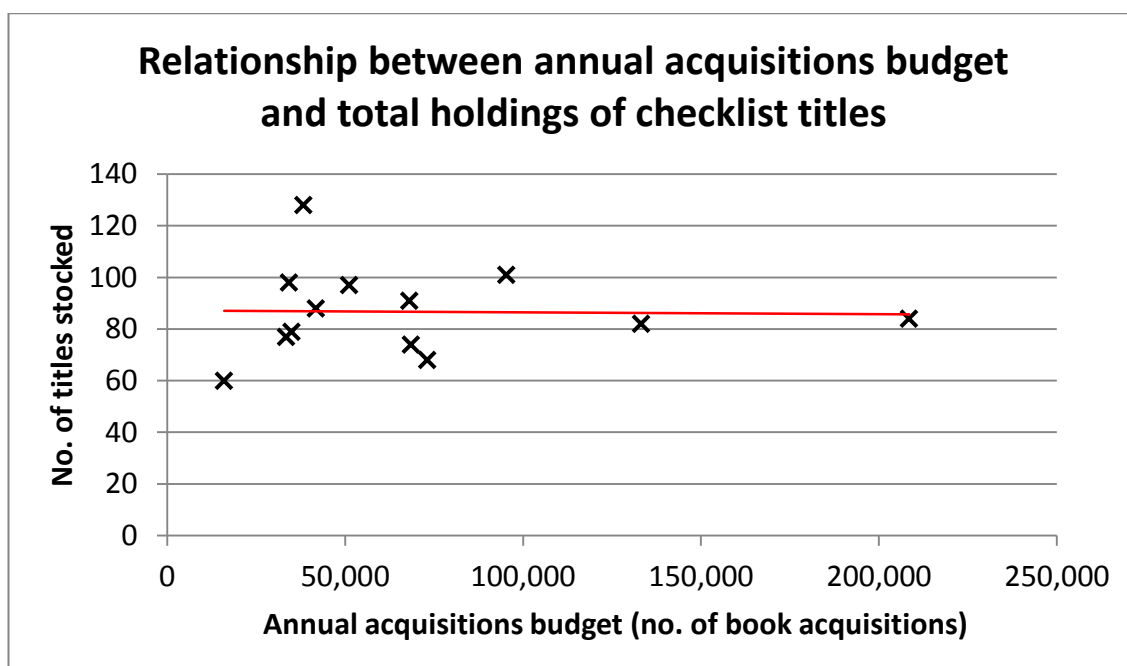 Relationship between annual acquisitions budget
and total holdings of checklist titles
No. of titles stocked
140
120
100
80
60
40
20
0
0 50,000 100,000 150,000 200,000 250,000
Annual acquisitions budget (no. of book acquisitions)